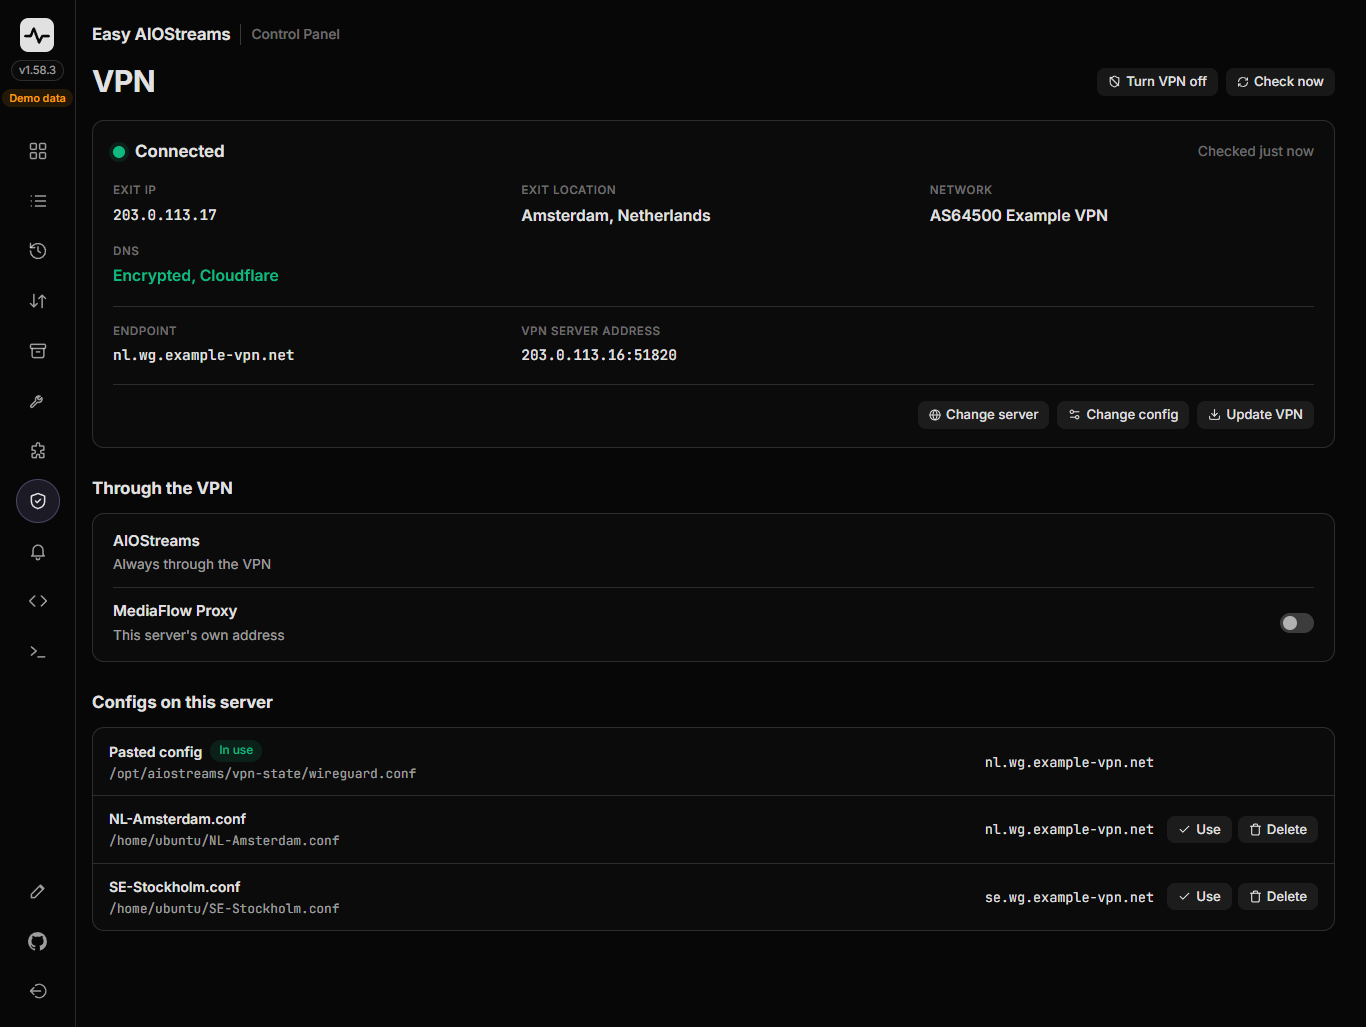 Easy AIOStreams
Control Panel
v1.58.3
Demo data
VPN
Turn VPN off
Check now
Connected
Checked just now
EXIT IP
EXIT LOCATION
NETWORK
203.0.113.17
Amsterdam, Netherlands
AS64500 Example VPN
DNS
Encrypted, Cloudflare
ENDPOINT
VPN SERVER ADDRESS
nl.wg.example-vpn.net
203.0.113.16:51820
Change server
Change config
Update VPN
Through the VPN
AIOStreams
Always through the VPN
MediaFlow Proxy
This server's own address
Configs on this server
Pasted config
In use
/opt/aiostreams/vpn-state/wireguard.conf
nl.wg.example-vpn.net
NL-Amsterdam.conf
/home/ubuntu/NL-Amsterdam.conf
nl.wg.example-vpn.net
Use
Delete
SE-Stockholm.conf
/home/ubuntu/SE-Stockholm.conf
se.wg.example-vpn.net
Use
Delete